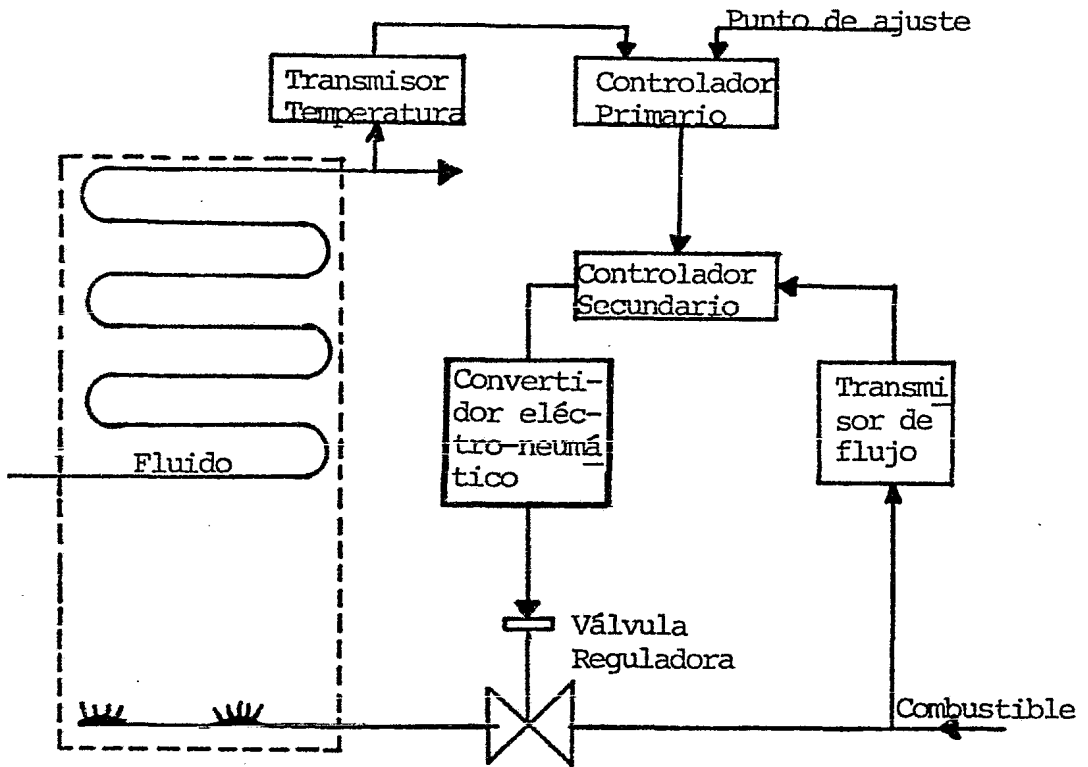 Punto de ajuste
Transmisor
Temperatura
Controlador
Primario
Controlador
Secundario
Converti-
dor eléc-
tro-neumá
tico
Transmi
sor de
flujo
Fluido
Válvula
Reguladora
Combustible